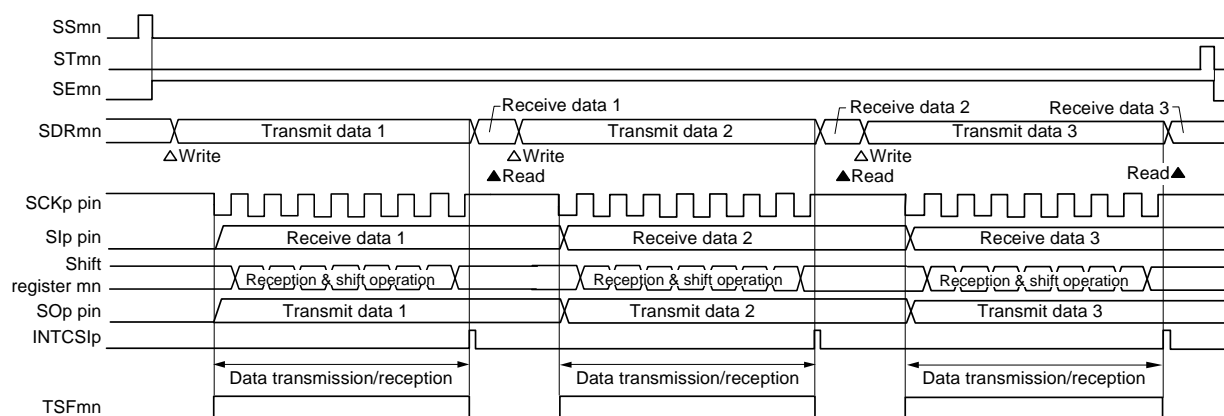 SSmn
STmn
SEmn
Receive data 1
Receive data 2
Receive data 3
SDRmn
Transmit data 1
Transmit data 2
Transmit data 3
△Write
△Write
△Write
▲Read
▲Read
Read▲
SCKp pin
SIp pin
Receive data 1
Receive data 2
Receive data 3
Shift
register mn
Reception & shift operation
Reception & shift operation
Reception & shift operation
SOp pin
Transmit data 1
Transmit data 2
Transmit data 3
INTCSIp
Data transmission/reception
Data transmission/reception
Data transmission/reception
TSFmn